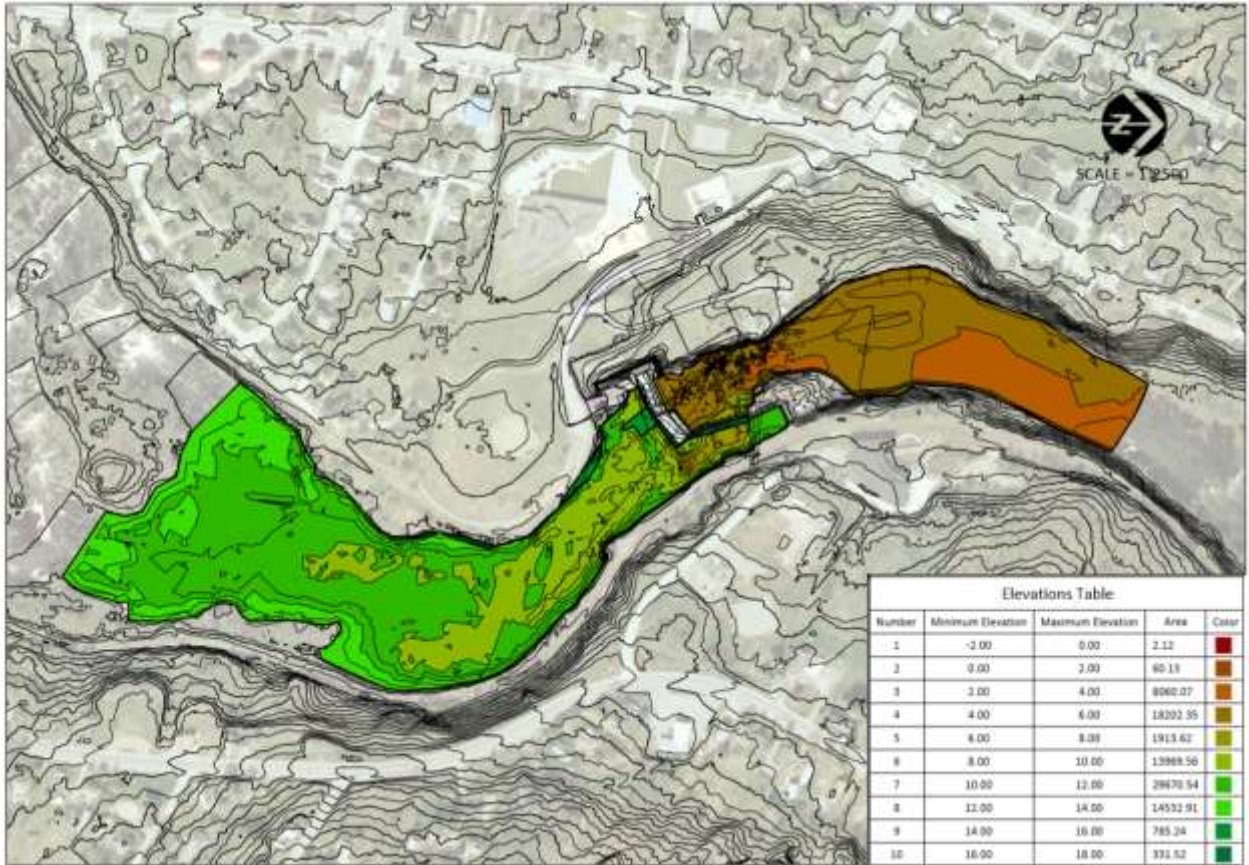 Z
Elevations Table
Number Minimum Elevation Maximum Elevation Area Color
1 -2.00 0.00 2.12
2 0.00 2.00 60.15
3 2.00 4.00 8060.07
4 4.00 6.00 18202.35
5 6.00 8.00 1913.62
6 8.00 10.00 13969.56
7 10.00 12.00 29670.54
8 12.00 14.00 14532.91
9 14.00 16.00 785.24
10 16.00 18.00 331.52
SCALE = 1:2500